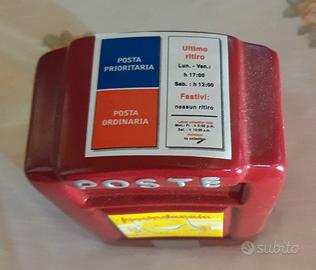 POSTA
PRIORITARIA
POSTA
ORDINARIA
Ultimo
ritiro
Lun. - Ven.:
h 17:00
Sab. : h 12:00
Festivi:
nessun ritiro
POSTE
subito